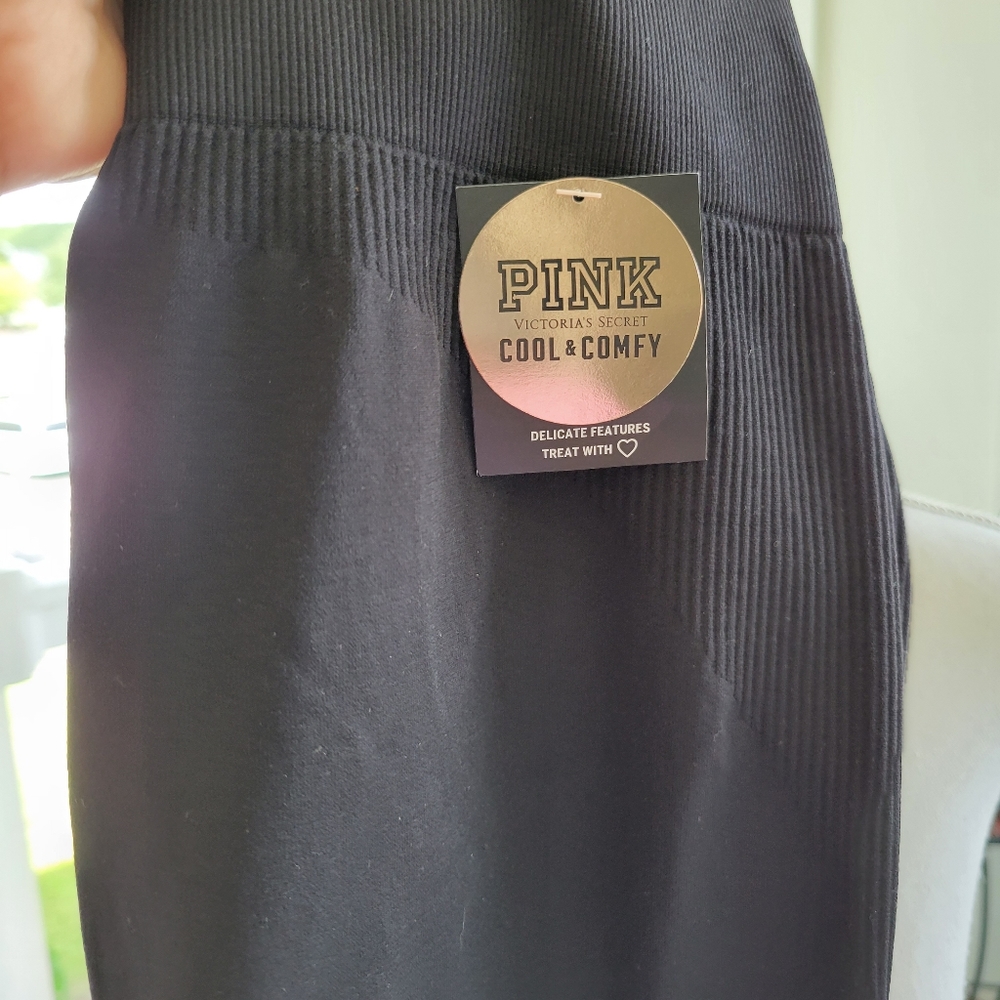 PINK
VICTORIA'S SECRET
COOL & COMFY
DELICATE FEATURES
TREAT WITH ♡